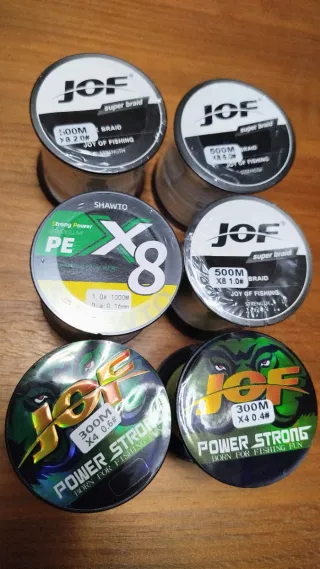 JOF
super braid
500M
X8 2.0#
BRAID
JOY OF FISHING
STRENGTH
JOF
super braid
500M
BRAID
JOY OF FISHING
STRENGTH
SHAWTO
Strong Power
PE X8
1.0# 1000M
0.16mm
JOF
super braid
500M
X8 1.0#
BRAID
JOY OF FISHING
JOF
300M
X4 0.6#
POWER STRONG
BORN FOR FISHING FUN
JOF
300M
X4 0.4#
POWER STRONG
BORN FOR FISHING FUN